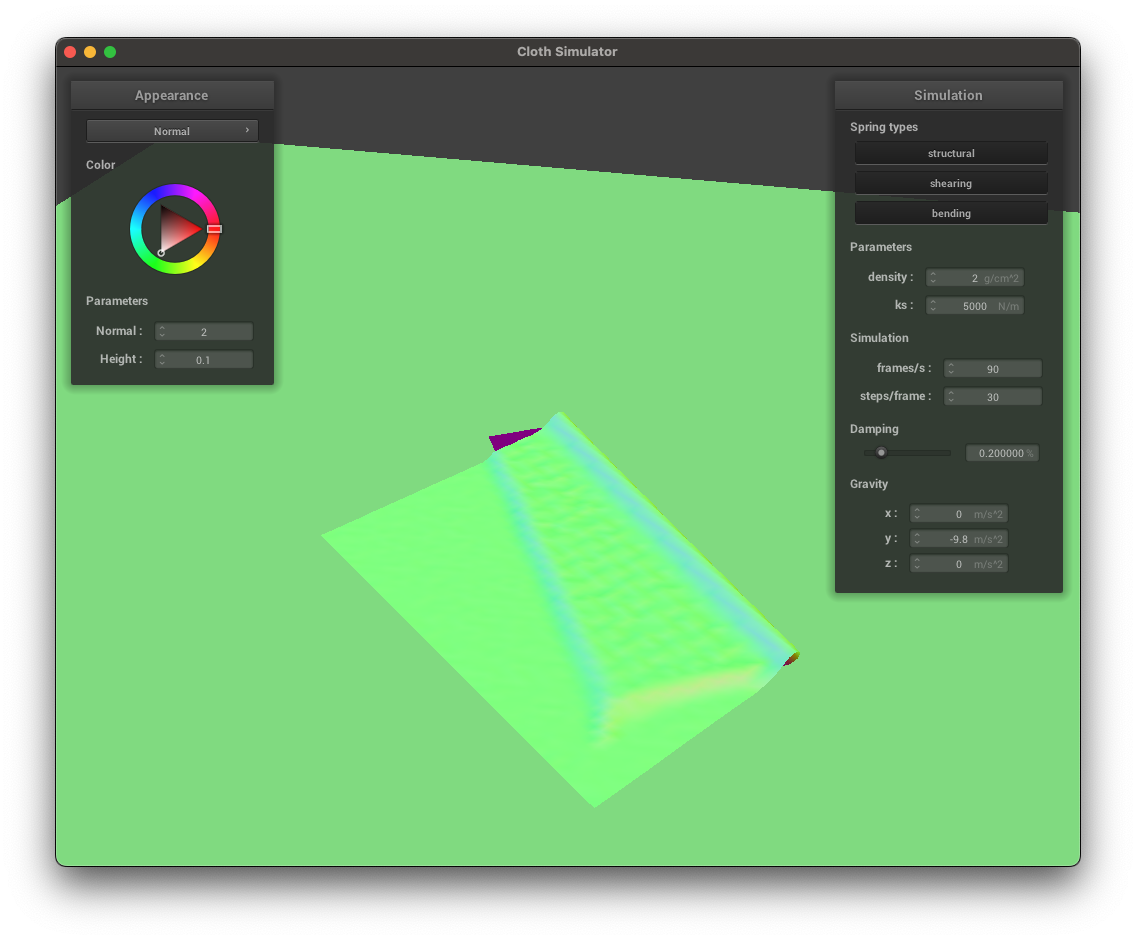 Cloth Simulator
Appearance
Normal
Color
Parameters
Normal : 2
Height : 0.1
Simulation
Spring types
structural
shearing
bending
Parameters
density : 2 g/cm^2
ks : 5000 N/m
Simulation
frames/s : 90
steps/frame : 30
Damping
0.200000 %
Gravity
x : 0 m/s^2
y : -9.8 m/s^2
z : 0 m/s^2